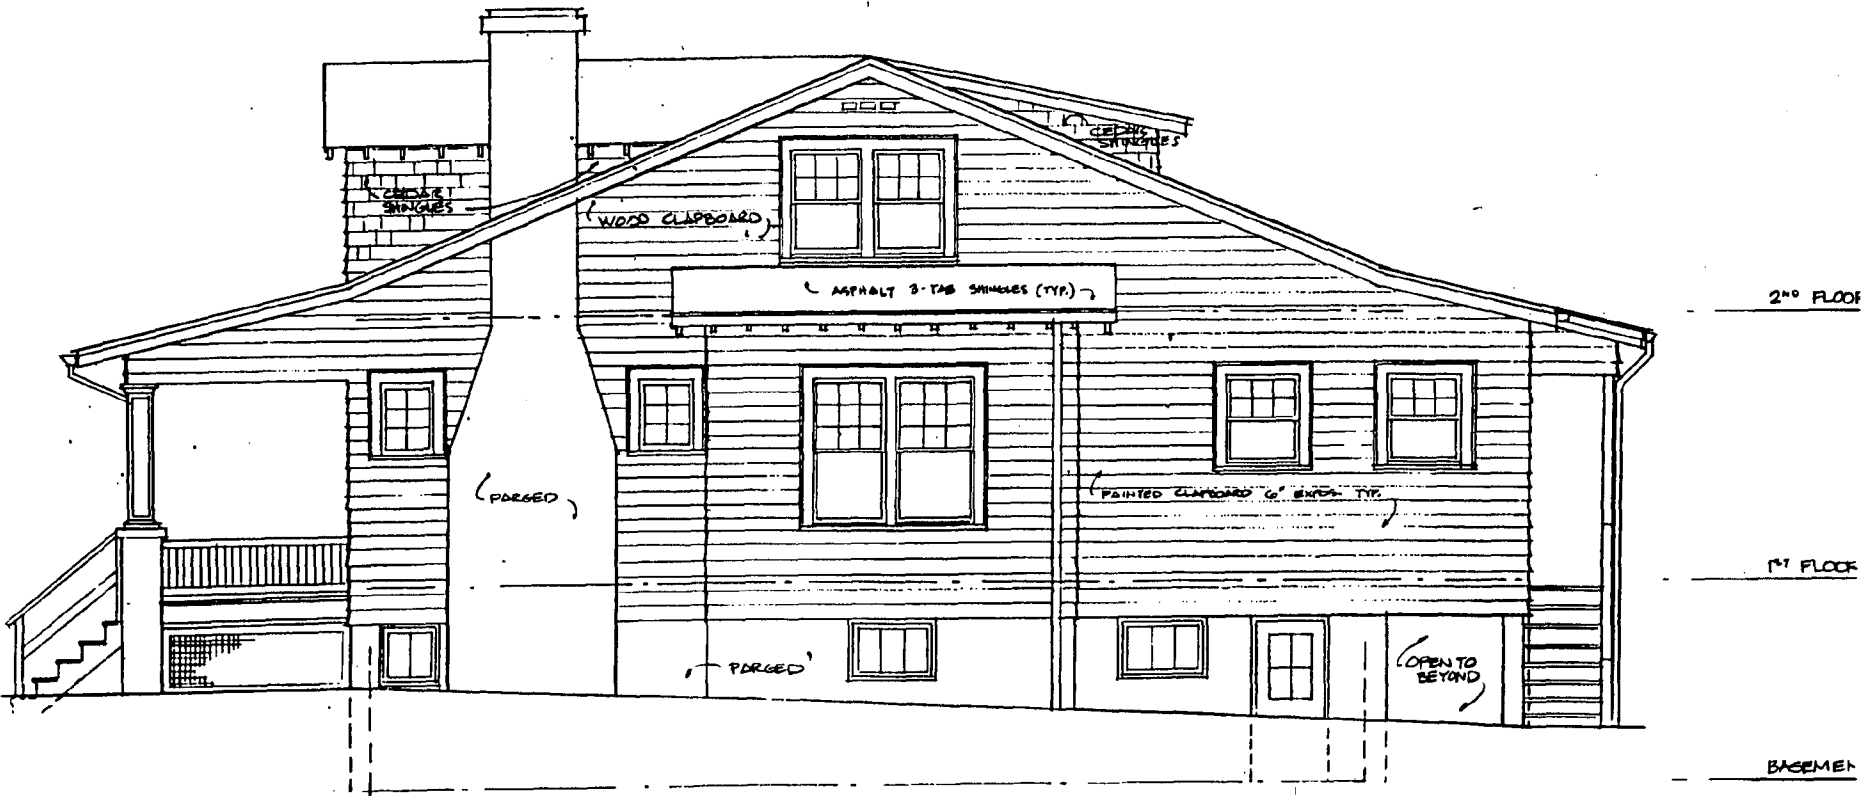 CEDAR
SHINGLES
CEDAR
SHINGLES
WOOD CLAPBOARD
ASPHALT 3-TAB SHINGLES (TYP.)
2ND FLOOR
PARGED
PAINTED CLAPBOARD 6" EXPOS. TYP.
1ST FLOOR
PARGED
OPEN TO
BEYOND
BASEMEN